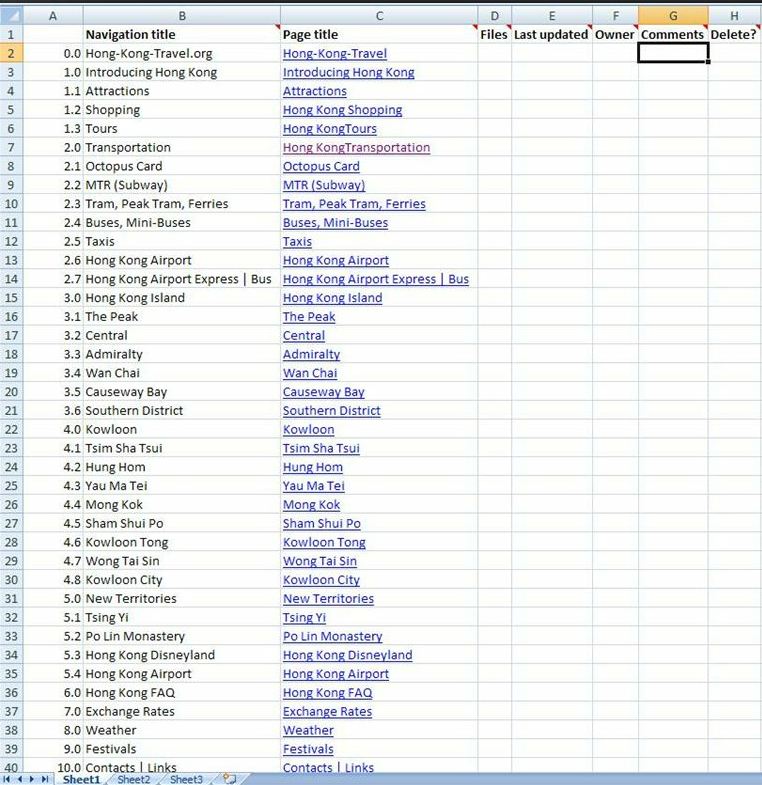 A B C D E F G H
1 Navigation title Page title Files Last updated Owner Comments Delete?
2 0.0 Hong-Kong-Travel.org Hong-Kong-Travel
3 1.0 Introducing Hong Kong Introducing Hong Kong
4 1.1 Attractions Attractions
5 1.2 Shopping Hong Kong Shopping
6 1.3 Tours Hong KongTours
7 2.0 Transportation Hong KongTransportation
8 2.1 Octopus Card Octopus Card
9 2.2 MTR (Subway) MTR (Subway)
10 2.3 Tram, Peak Tram, Ferries Tram, Peak Tram, Ferries
11 2.4 Buses, Mini-Buses Buses, Mini-Buses
12 2.5 Taxis Taxis
13 2.6 Hong Kong Airport Hong Kong Airport
14 2.7 Hong Kong Airport Express | Bus Hong Kong Airport Express | Bus
15 3.0 Hong Kong Island Hong Kong Island
16 3.1 The Peak The Peak
17 3.2 Central Central
18 3.3 Admiralty Admiralty
19 3.4 Wan Chai Wan Chai
20 3.5 Causeway Bay Causeway Bay
21 3.6 Southern District Southern District
22 4.0 Kowloon Kowloon
23 4.1 Tsim Sha Tsui Tsim Sha Tsui
24 4.2 Hung Hom Hung Hom
25 4.3 Yau Ma Tei Yau Ma Tei
26 4.4 Mong Kok Mong Kok
27 4.5 Sham Shui Po Sham Shui Po
28 4.6 Kowloon Tong Kowloon Tong
29 4.7 Wong Tai Sin Wong Tai Sin
30 4.8 Kowloon City Kowloon City
31 5.0 New Territories New Territories
32 5.1 Tsing Yi Tsing Yi
33 5.2 Po Lin Monastery Po Lin Monastery
34 5.3 Hong Kong Disneyland Hong Kong Disneyland
35 5.4 Hong Kong Airport Hong Kong Airport
36 6.0 Hong Kong FAQ Hong Kong FAQ
37 7.0 Exchange Rates Exchange Rates
38 8.0 Weather Weather
39 9.0 Festivals Festivals
40 10.0 Contacts | Links Contacts | Links
Sheet1 Sheet2 Sheet3